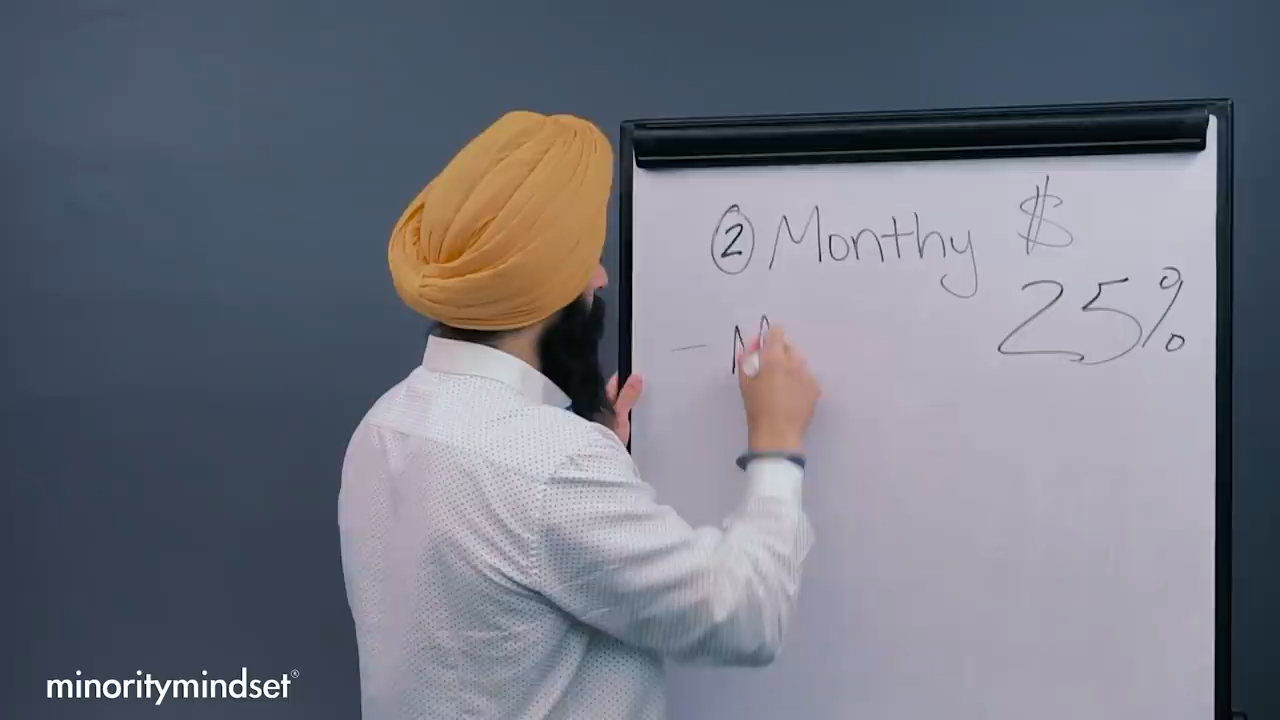 ② Monthy $
25%
– M
minoritymindset®